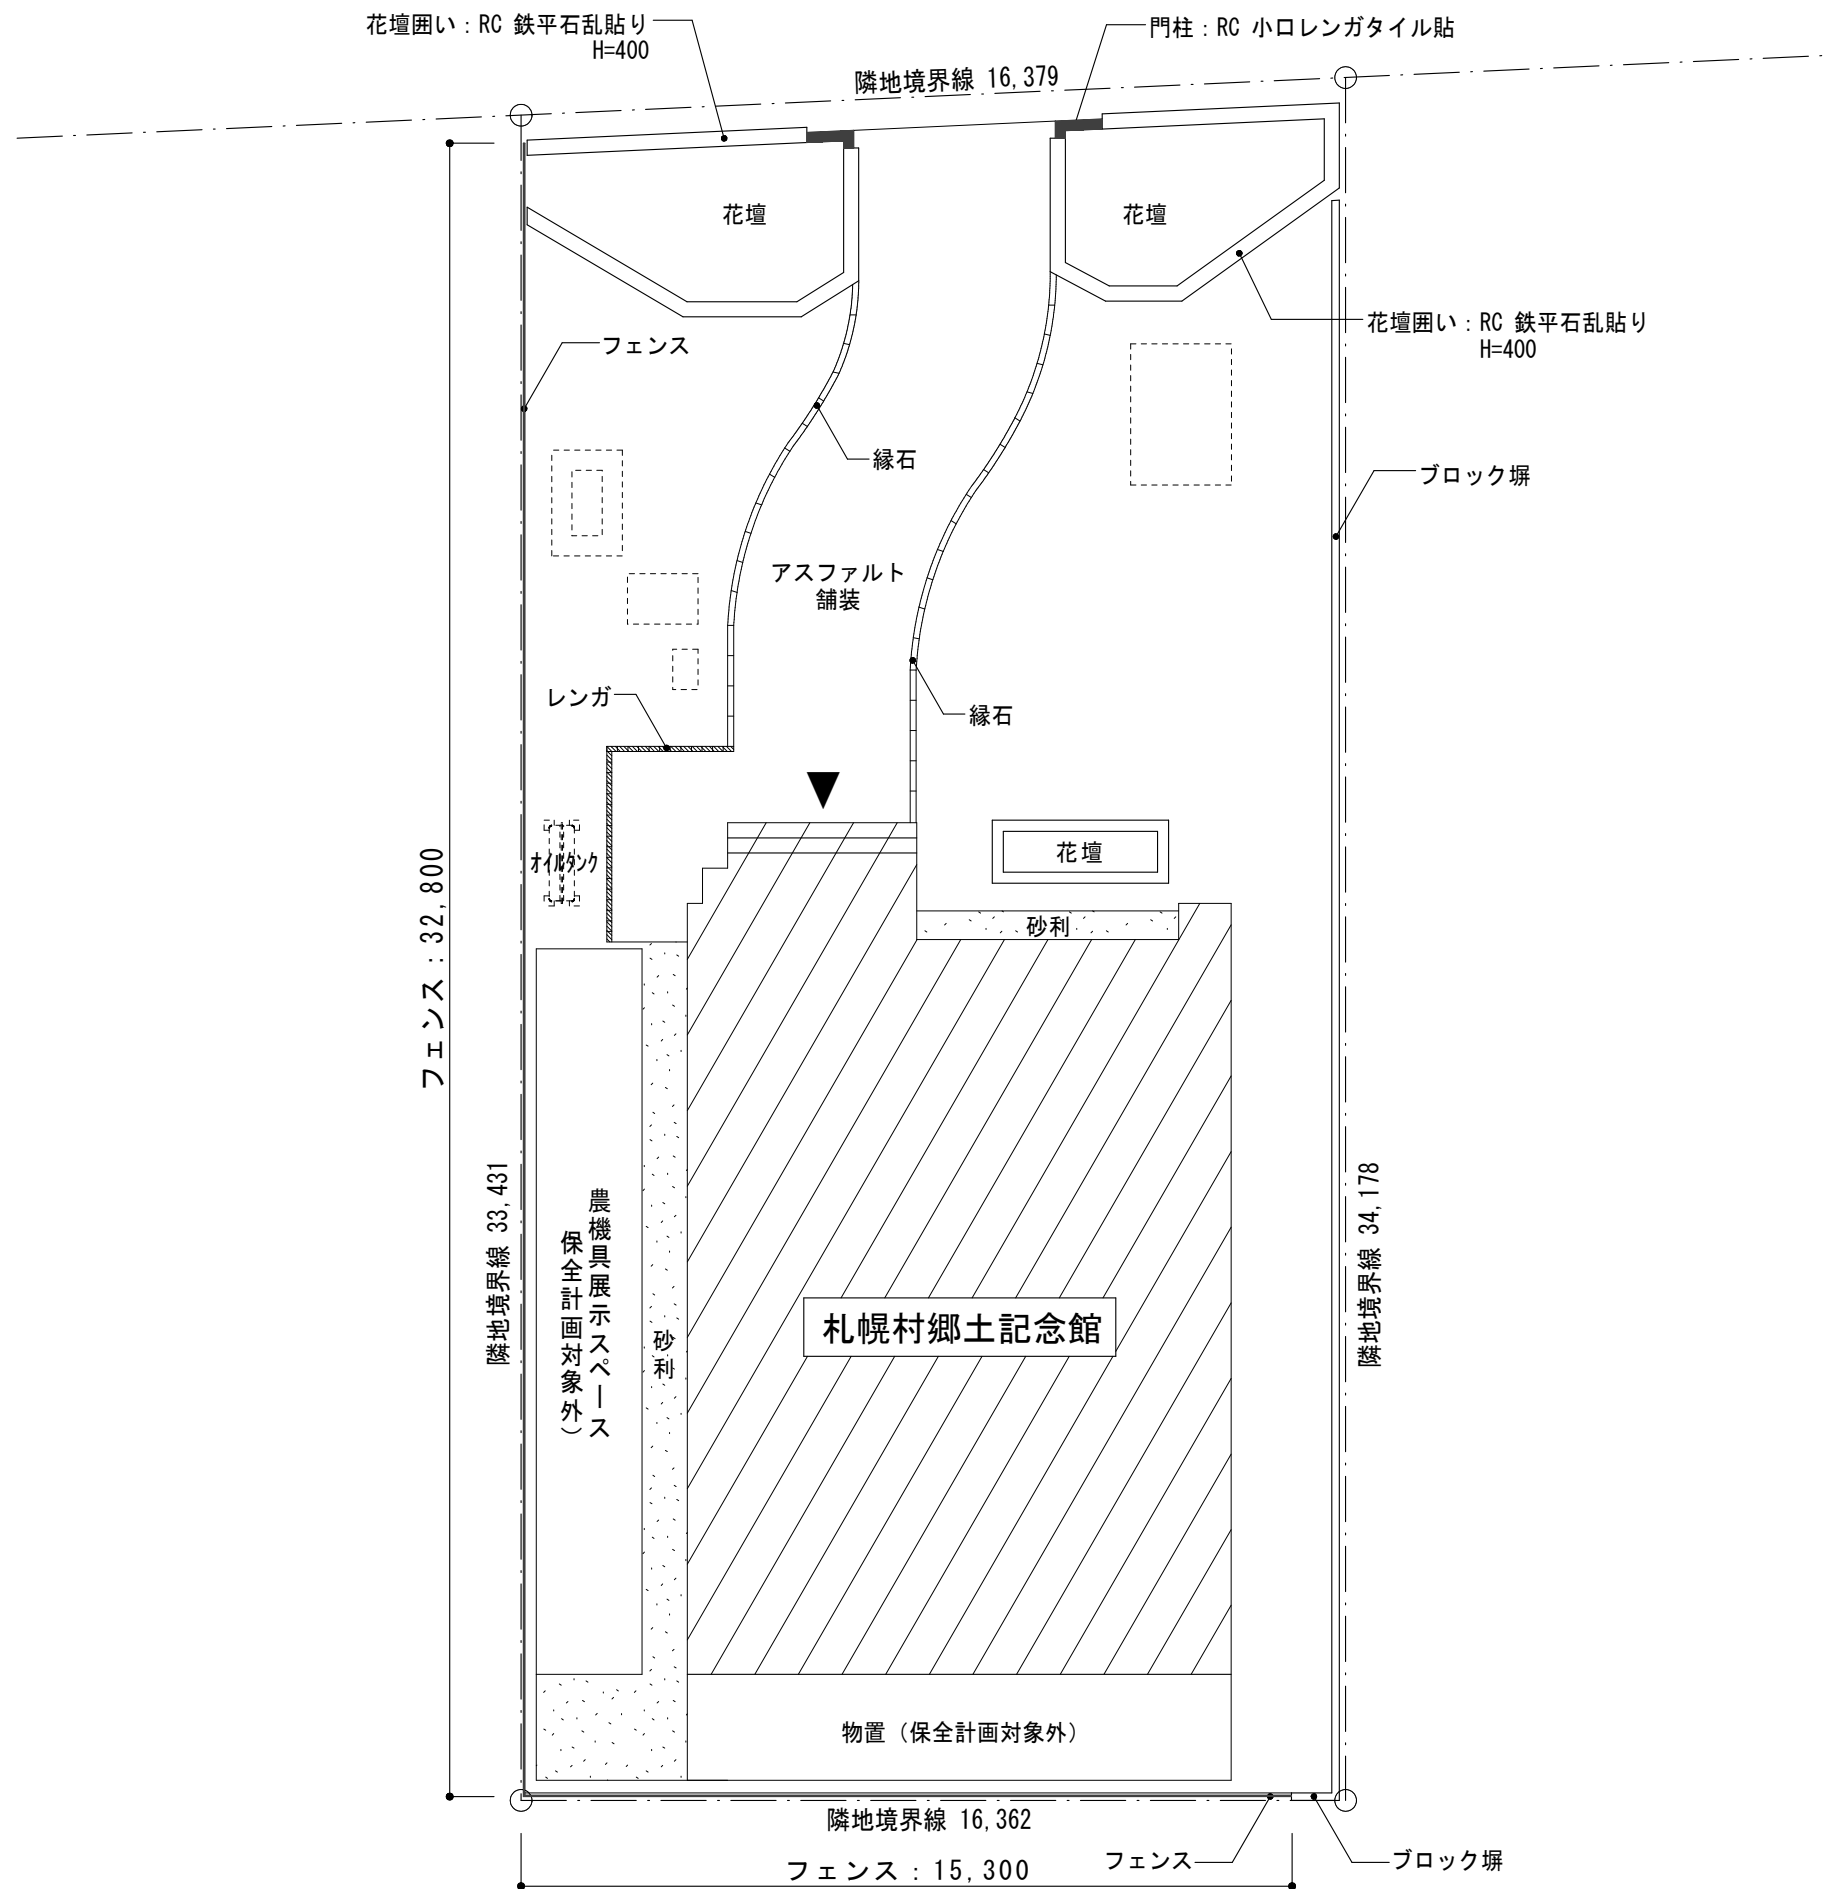 花壇囲い：RC 鉄平石乱貼り
H=400
門柱：RC 小口レンガタイル貼
隣地境界線 16,379
花壇
花壇
花壇囲い：RC 鉄平石乱貼り
H=400
フェンス
縁石
ブロック塀
アスファルト
舗装
レンガ
縁石
オイルタンク
花壇
砂利
フェンス：32,800
隣地境界線 33,431
農機具展示スペース
保全計画対象外）
砂利
札幌村郷土記念館
隣地境界線 34,178
物置（保全計画対象外）
隣地境界線 16,362
フェンス：15,300
フェンス
ブロック塀